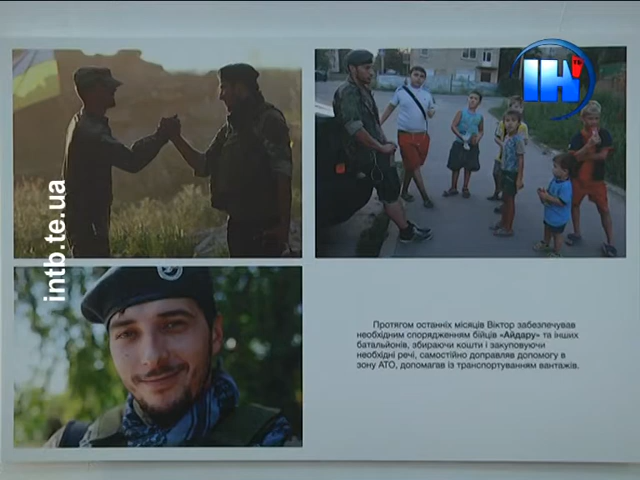 ІН
ТБ
intb.te.ua
Протягом останніх місяців Віктор забезпечував
необхідним спорядженням бійців «Айдару» та інших
батальйонів, збираючи кошти і закуповуючи
необхідні речі, самостійно доправляв допомогу в
зону АТО, допомагав із транспортуванням вантажів.